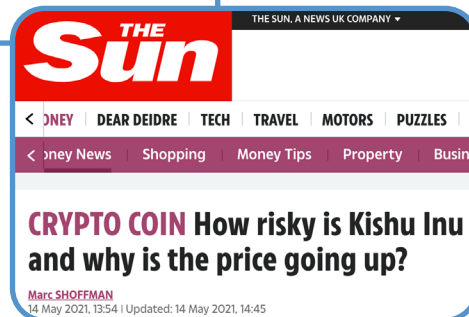 THE SUN, A NEWS UK COMPANY
THE
Sun
ONEY DEAR DEIDRE TECH TRAVEL MOTORS PUZZLES
oney News Shopping Money Tips Property Busin
CRYPTO COIN How risky is Kishu Inu
and why is the price going up?
Marc SHOFFMAN
14 May 2021, 13:54 | Updated: 14 May 2021, 14:45